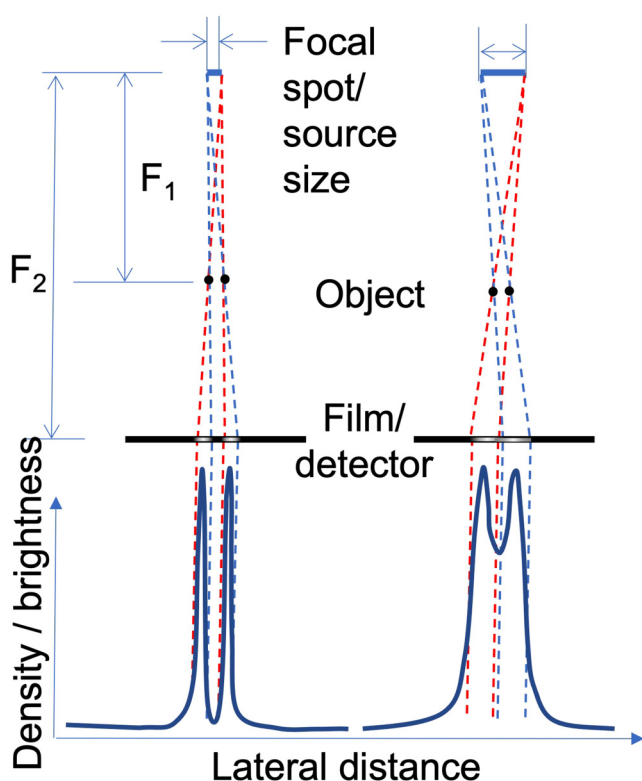 Focal
spot/
source
size
F₁
F₂
Object
Film/
detector
Density / brightness
Lateral distance